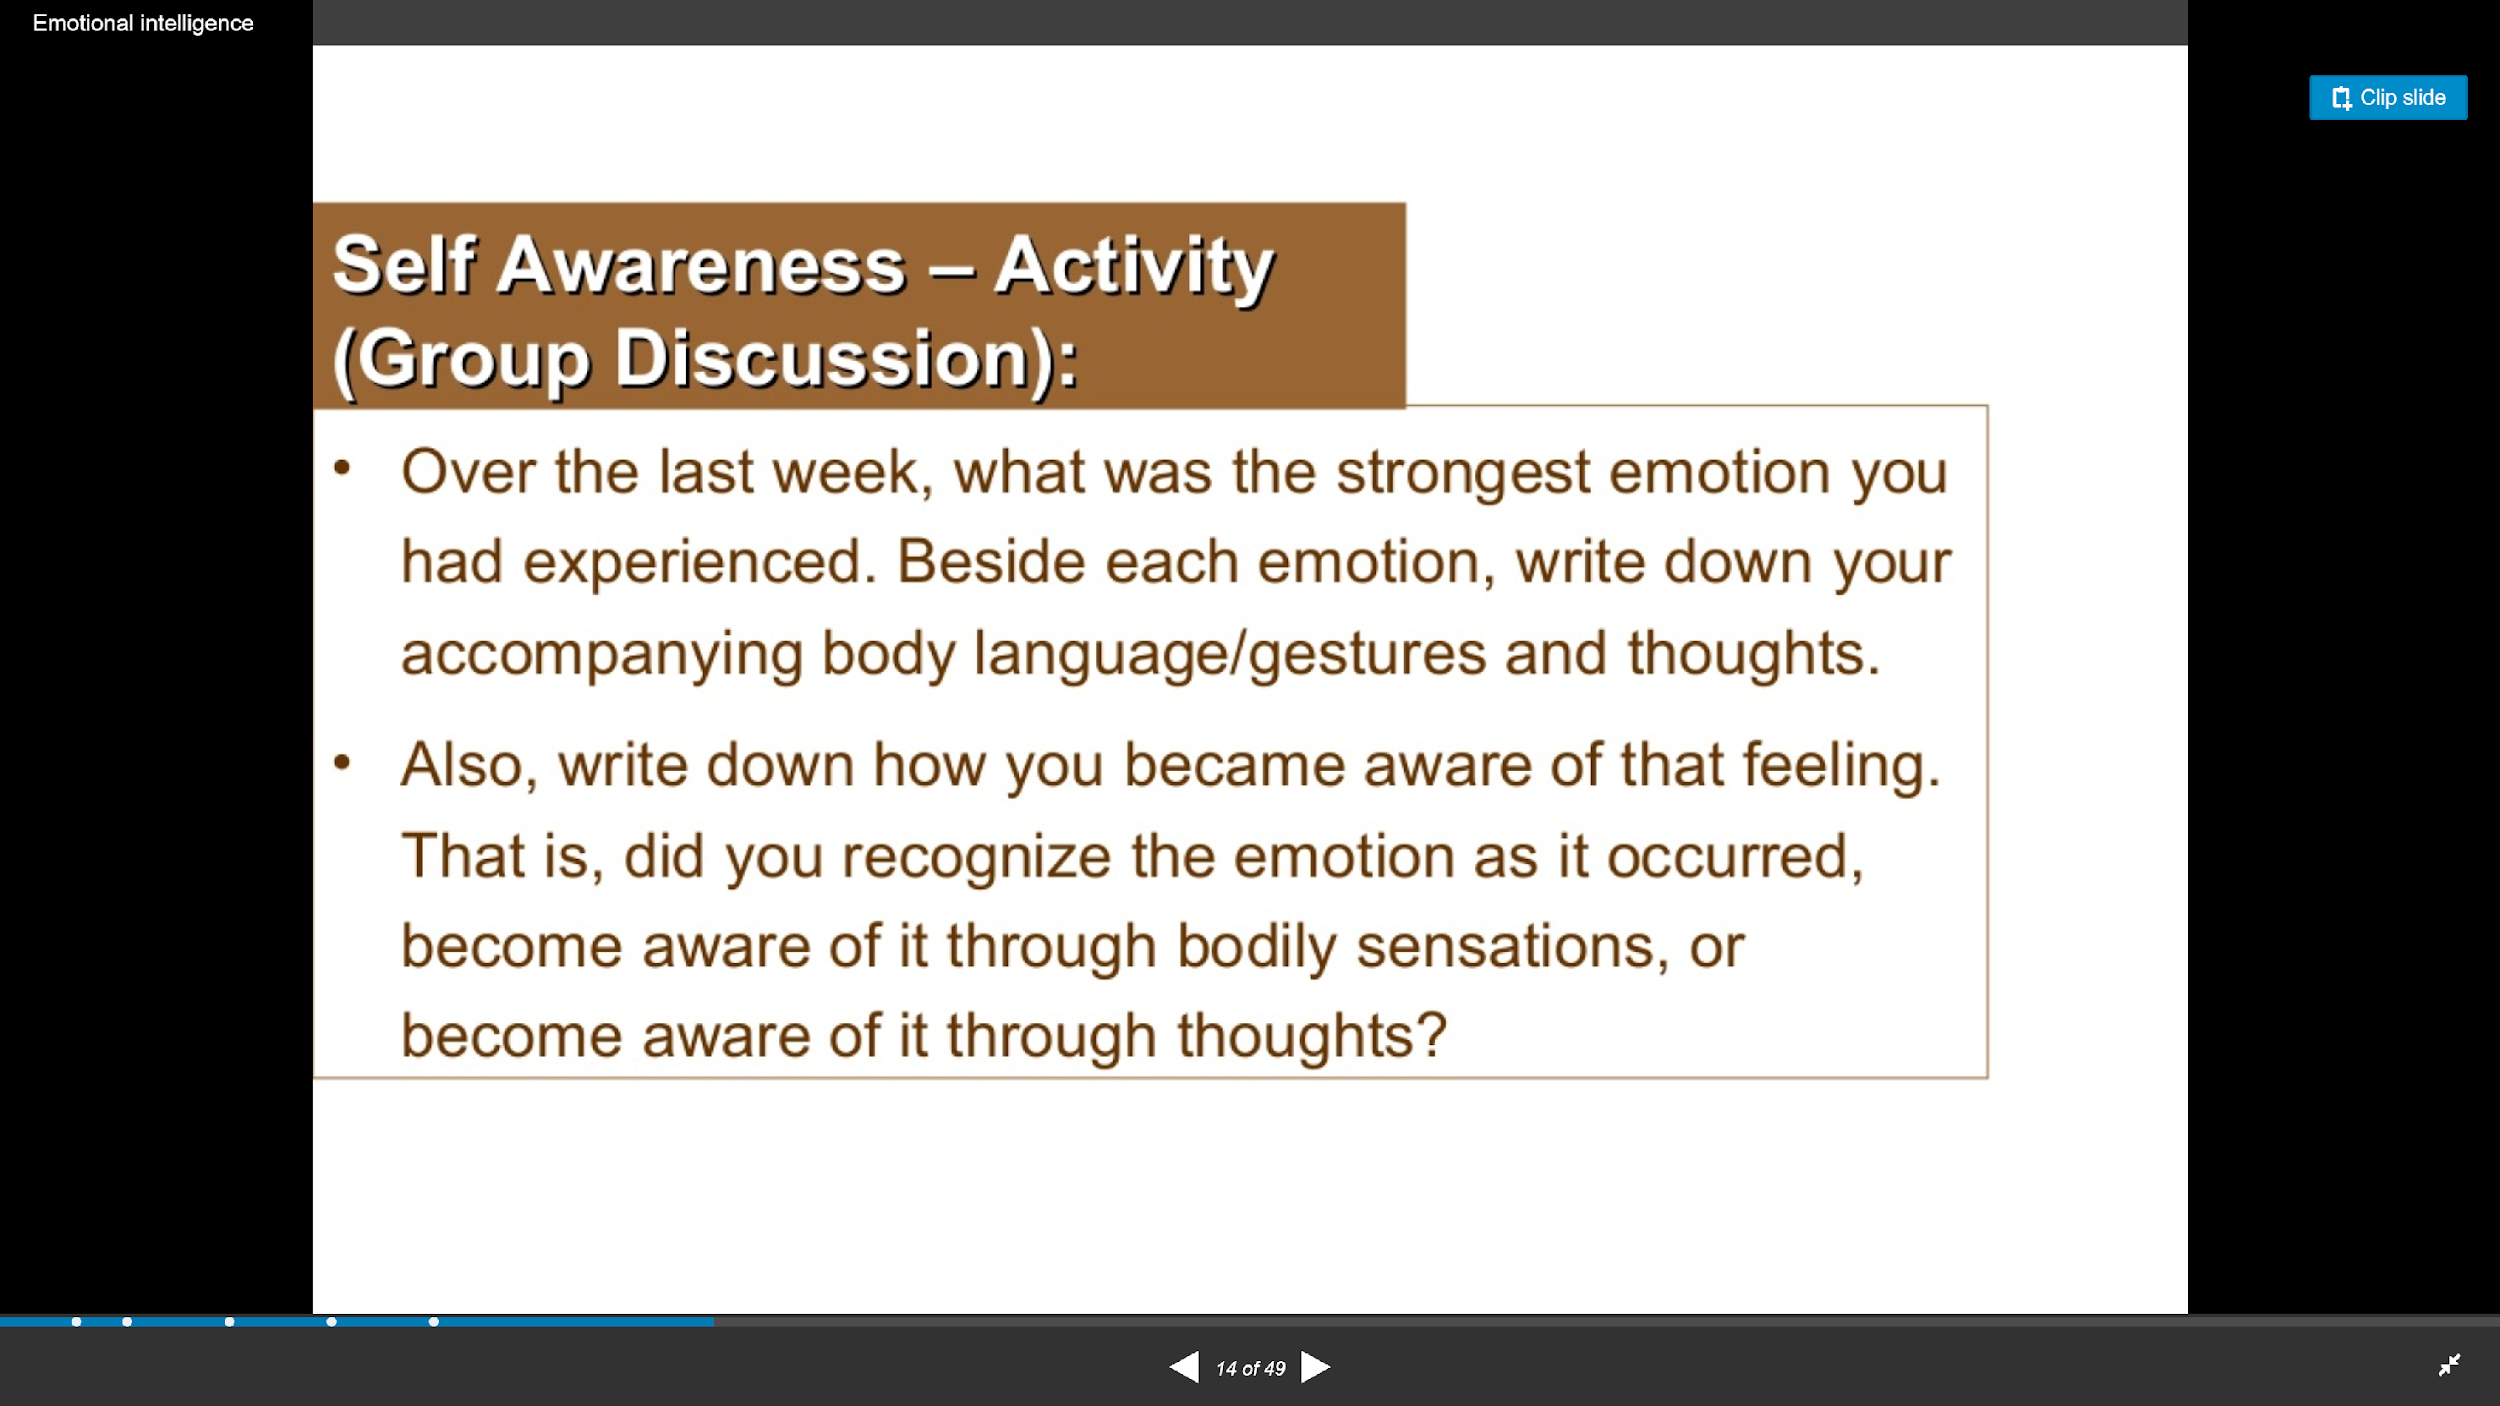 Emotional intelligence
Clip slide
Self Awareness – Activity
(Group Discussion):
• Over the last week, what was the strongest emotion you
had experienced. Beside each emotion, write down your
accompanying body language/gestures and thoughts.
• Also, write down how you became aware of that feeling.
That is, did you recognize the emotion as it occurred,
become aware of it through bodily sensations, or
become aware of it through thoughts?
14 of 49